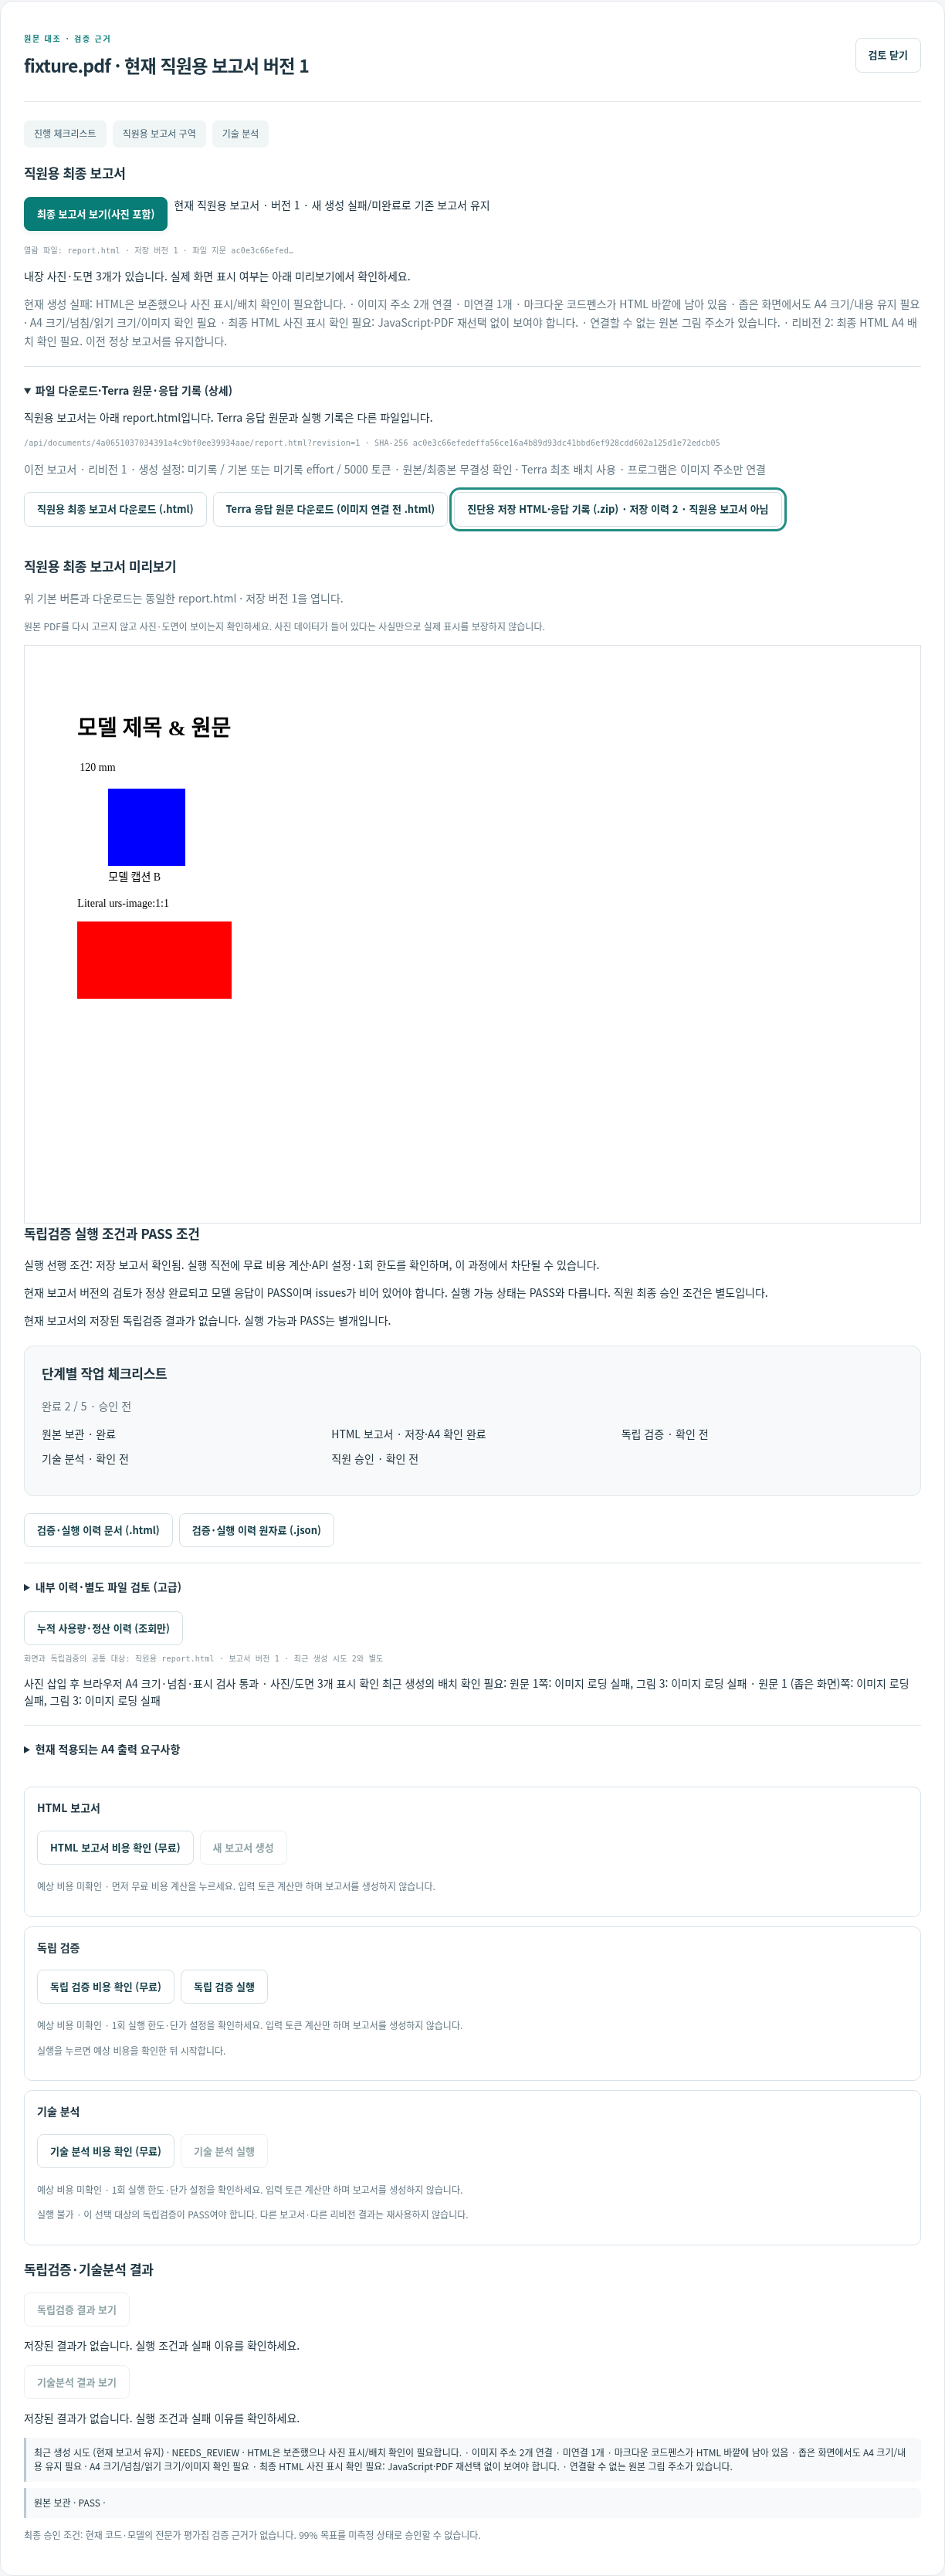 원문 대조 · 검증 근거
fixture.pdf · 현재 직원용 보고서 버전 1
검토 닫기
진행 체크리스트
직원용 보고서 구역
기술 분석
직원용 최종 보고서
최종 보고서 보기(사진 포함)
현재 직원용 보고서 · 버전 1 · 새 생성 실패/미완료로 기존 보고서 유지
열람 파일: report.html · 저장 버전 1 · 파일 지문 ac0e3c66efed…
내장 사진·도면 3개가 있습니다. 실제 화면 표시 여부는 아래 미리보기에서 확인하세요.
현재 생성 실패: HTML은 보존했으나 사진 표시/배치 확인이 필요합니다. · 이미지 주소 2개 연결 · 미연결 1개 · 마크다운 코드펜스가 HTML 바깥에 남아 있음 · 좁은 화면에서도 A4 크기/내용 유지 필요
· A4 크기/넘침/읽기 크기/이미지 확인 필요 · 최종 HTML 사진 표시 확인 필요: JavaScript·PDF 재선택 없이 보여야 합니다. · 연결할 수 없는 원본 그림 주소가 있습니다. · 리비전 2: 최종 HTML A4 배
치 확인 필요. 이전 정상 보고서를 유지합니다.
▼ 파일 다운로드·Terra 원문·응답 기록 (상세)
직원용 보고서는 아래 report.html입니다. Terra 응답 원문과 실행 기록은 다른 파일입니다.
/api/documents/4a0651037034391a4c9bf0ee39934aae/report.html?revision=1 · SHA-256 ac0e3c66efedeffa56ce16a4b89d93dc41bbd6ef928cdd602a125d1e72edcb05
이전 보고서 · 리비전 1 · 생성 설정: 미기록 / 기본 또는 미기록 effort / 5000 토큰 · 원본/최종본 무결성 확인 · Terra 최초 배치 사용 · 프로그램은 이미지 주소만 연결
직원용 최종 보고서 다운로드 (.html)
Terra 응답 원문 다운로드 (이미지 연결 전 .html)
진단용 저장 HTML·응답 기록 (.zip) · 저장 이력 2 · 직원용 보고서 아님
직원용 최종 보고서 미리보기
위 기본 버튼과 다운로드는 동일한 report.html · 저장 버전 1을 엽니다.
원본 PDF를 다시 고르지 않고 사진·도면이 보이는지 확인하세요. 사진 데이터가 들어 있다는 사실만으로 실제 표시를 보장하지 않습니다.
모델 제목 & 원문
120 mm
모델 캡션 B
Literal urs-image:1:1
독립검증 실행 조건과 PASS 조건
실행 선행 조건: 저장 보고서 확인됨. 실행 직전에 무료 비용 계산·API 설정·1회 한도를 확인하며, 이 과정에서 차단될 수 있습니다.
현재 보고서 버전의 검토가 정상 완료되고 모델 응답이 PASS이며 issues가 비어 있어야 합니다. 실행 가능 상태는 PASS와 다릅니다. 직원 최종 승인 조건은 별도입니다.
현재 보고서의 저장된 독립검증 결과가 없습니다. 실행 가능과 PASS는 별개입니다.
단계별 작업 체크리스트
완료 2 / 5 · 승인 전
원본 보관 · 완료
HTML 보고서 · 저장·A4 확인 완료
독립 검증 · 확인 전
기술 분석 · 확인 전
직원 승인 · 확인 전
검증·실행 이력 문서 (.html)
검증·실행 이력 원자료 (.json)
▶ 내부 이력·별도 파일 검토 (고급)
누적 사용량·정산 이력 (조회만)
화면과 독립검증의 공통 대상: 직원용 report.html · 보고서 버전 1 · 최근 생성 시도 2와 별도
사진 삽입 후 브라우저 A4 크기·넘침·표시 검사 통과 · 사진/도면 3개 표시 확인 최근 생성의 배치 확인 필요: 원문 1쪽: 이미지 로딩 실패, 그림 3: 이미지 로딩 실패 · 원문 1 (좁은 화면)쪽: 이미지 로딩
실패, 그림 3: 이미지 로딩 실패
▶ 현재 적용되는 A4 출력 요구사항
HTML 보고서
HTML 보고서 비용 확인 (무료)
새 보고서 생성
예상 비용 미확인 · 먼저 무료 비용 계산을 누르세요. 입력 토큰 계산만 하며 보고서를 생성하지 않습니다.
독립 검증
독립 검증 비용 확인 (무료)
독립 검증 실행
예상 비용 미확인 · 1회 실행 한도·단가 설정을 확인하세요. 입력 토큰 계산만 하며 보고서를 생성하지 않습니다.
실행을 누르면 예상 비용을 확인한 뒤 시작합니다.
기술 분석
기술 분석 비용 확인 (무료)
기술 분석 실행
예상 비용 미확인 · 1회 실행 한도·단가 설정을 확인하세요. 입력 토큰 계산만 하며 보고서를 생성하지 않습니다.
실행 불가 · 이 선택 대상의 독립검증이 PASS여야 합니다. 다른 보고서·다른 리비전 결과는 재사용하지 않습니다.
독립검증·기술분석 결과
독립검증 결과 보기
저장된 결과가 없습니다. 실행 조건과 실패 이유를 확인하세요.
기술분석 결과 보기
저장된 결과가 없습니다. 실행 조건과 실패 이유를 확인하세요.
최근 생성 시도 (현재 보고서 유지) · NEEDS_REVIEW · HTML은 보존했으나 사진 표시/배치 확인이 필요합니다. · 이미지 주소 2개 연결 · 미연결 1개 · 마크다운 코드펜스가 HTML 바깥에 남아 있음 · 좁은 화면에서도 A4 크기/내
용 유지 필요 · A4 크기/넘침/읽기 크기/이미지 확인 필요 · 최종 HTML 사진 표시 확인 필요: JavaScript·PDF 재선택 없이 보여야 합니다. · 연결할 수 없는 원본 그림 주소가 있습니다.
원본 보관 · PASS ·
최종 승인 조건: 현재 코드·모델의 전문가 평가집 검증 근거가 없습니다. 99% 목표를 미측정 상태로 승인할 수 없습니다.